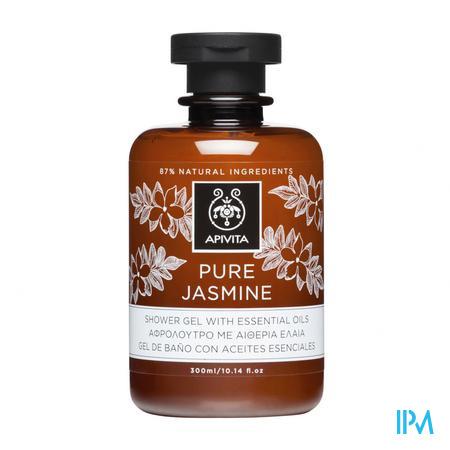 87% NATURAL INGREDIENTS
APIVITA
PURE
JASMINE
SHOWER GEL WITH ESSENTIAL OILS
ΑΦΡΟΛΟΥΤΡΟ ΜΕ ΑΙΘΕΡΙΑ ΕΛΑΙΑ
GEL DE BAÑO CON ACEITES ESENCIALES
300ml/10.14 fl.oz
IPM